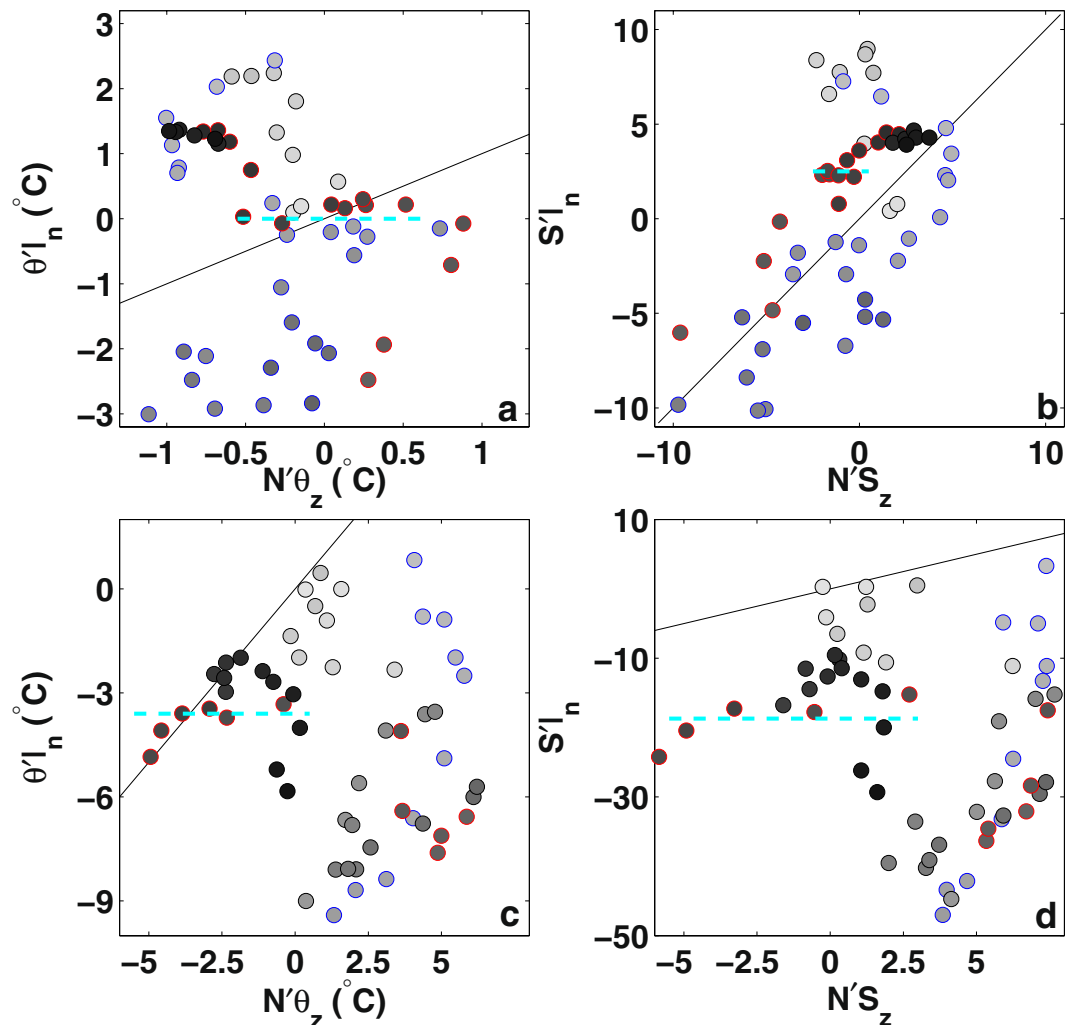 3
2
1
0
−1
−2
−3
θ′I_n (°C)
−1 −0.5 0 0.5 1
N′θ_z (°C)
a
10
5
0
−5
−10
S′I_n
−10 0 10
N′S_z
b
0
−3
−6
−9
θ′I_n (°C)
−5 −2.5 0 2.5 5
N′θ_z (°C)
c
10
−10
−30
−50
S′I_n
−5 −2.5 0 2.5 5
N′S_z
d